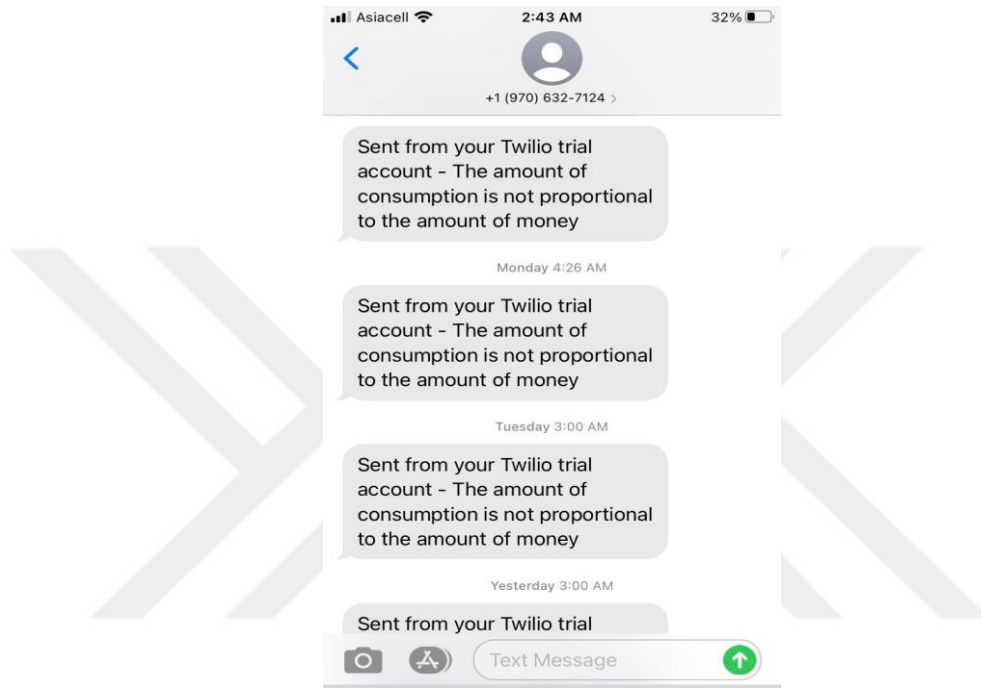 Asiacell 2:43 AM 32%
+1 (970) 632-7124 >
Sent from your Twilio trial
account - The amount of
consumption is not proportional
to the amount of money
Monday 4:26 AM
Sent from your Twilio trial
account - The amount of
consumption is not proportional
to the amount of money
Tuesday 3:00 AM
Sent from your Twilio trial
account - The amount of
consumption is not proportional
to the amount of money
Yesterday 3:00 AM
Sent from your Twilio trial
Text Message